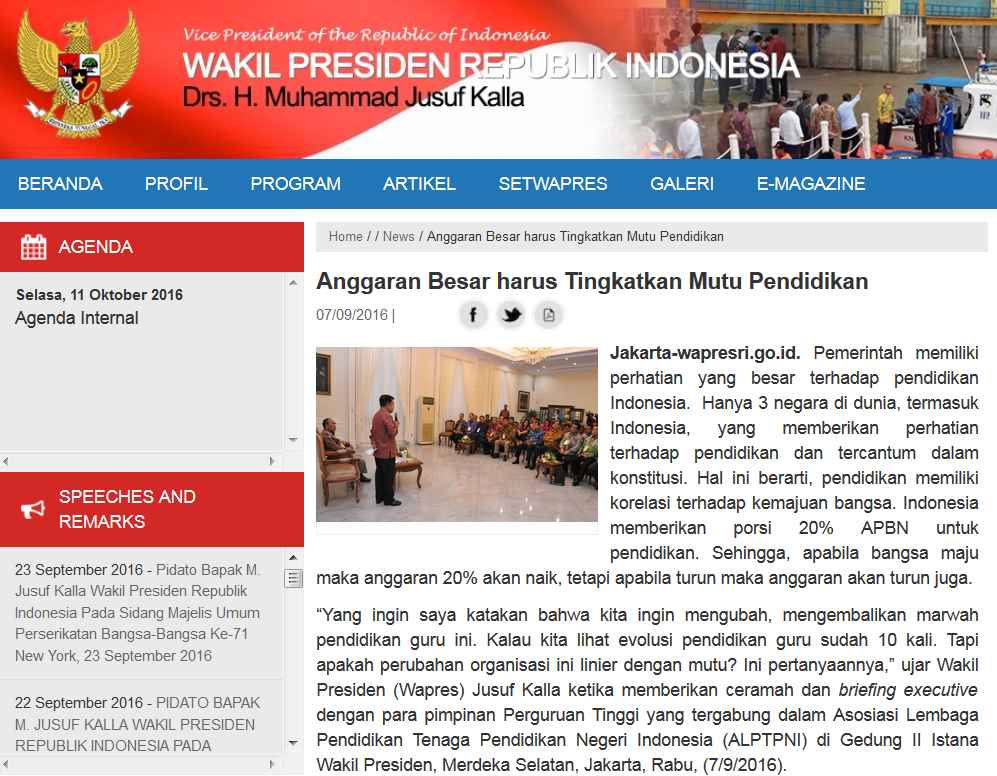 Vice President of the Republic of Indonesia
WAKIL PRESIDEN REPUBLIK INDONESIA
Drs. H. Muhammad Jusuf Kalla
BERANDA PROFIL PROGRAM ARTIKEL SETWAPRES GALERI E-MAGAZINE
AGENDA
Selasa, 11 Oktober 2016
Agenda Internal
SPEECHES AND
REMARKS
23 September 2016 - Pidato Bapak M.
Jusuf Kalla Wakil Presiden Republik
Indonesia Pada Sidang Majelis Umum
Perserikatan Bangsa-Bangsa Ke-71
New York, 23 September 2016
22 September 2016 - PIDATO BAPAK
M. JUSUF KALLA WAKIL PRESIDEN
REPUBLIK INDONESIA PADA
Home / / News / Anggaran Besar harus Tingkatkan Mutu Pendidikan
Anggaran Besar harus Tingkatkan Mutu Pendidikan
07/09/2016 |
Jakarta-wapresri.go.id. Pemerintah memiliki
perhatian yang besar terhadap pendidikan
Indonesia. Hanya 3 negara di dunia, termasuk
Indonesia, yang memberikan perhatian
terhadap pendidikan dan tercantum dalam
konstitusi. Hal ini berarti, pendidikan memiliki
korelasi terhadap kemajuan bangsa. Indonesia
memberikan porsi 20% APBN untuk
pendidikan. Sehingga, apabila bangsa maju
maka anggaran 20% akan naik, tetapi apabila turun maka anggaran akan turun juga.
“Yang ingin saya katakan bahwa kita ingin mengubah, mengembalikan marwah
pendidikan guru ini. Kalau kita lihat evolusi pendidikan guru sudah 10 kali. Tapi
apakah perubahan organisasi ini linier dengan mutu? Ini pertanyaannya,” ujar Wakil
Presiden (Wapres) Jusuf Kalla ketika memberikan ceramah dan briefing executive
dengan para pimpinan Perguruan Tinggi yang tergabung dalam Asosiasi Lembaga
Pendidikan Tenaga Pendidikan Negeri Indonesia (ALPTPNI) di Gedung II Istana
Wakil Presiden, Merdeka Selatan, Jakarta, Rabu, (7/9/2016).